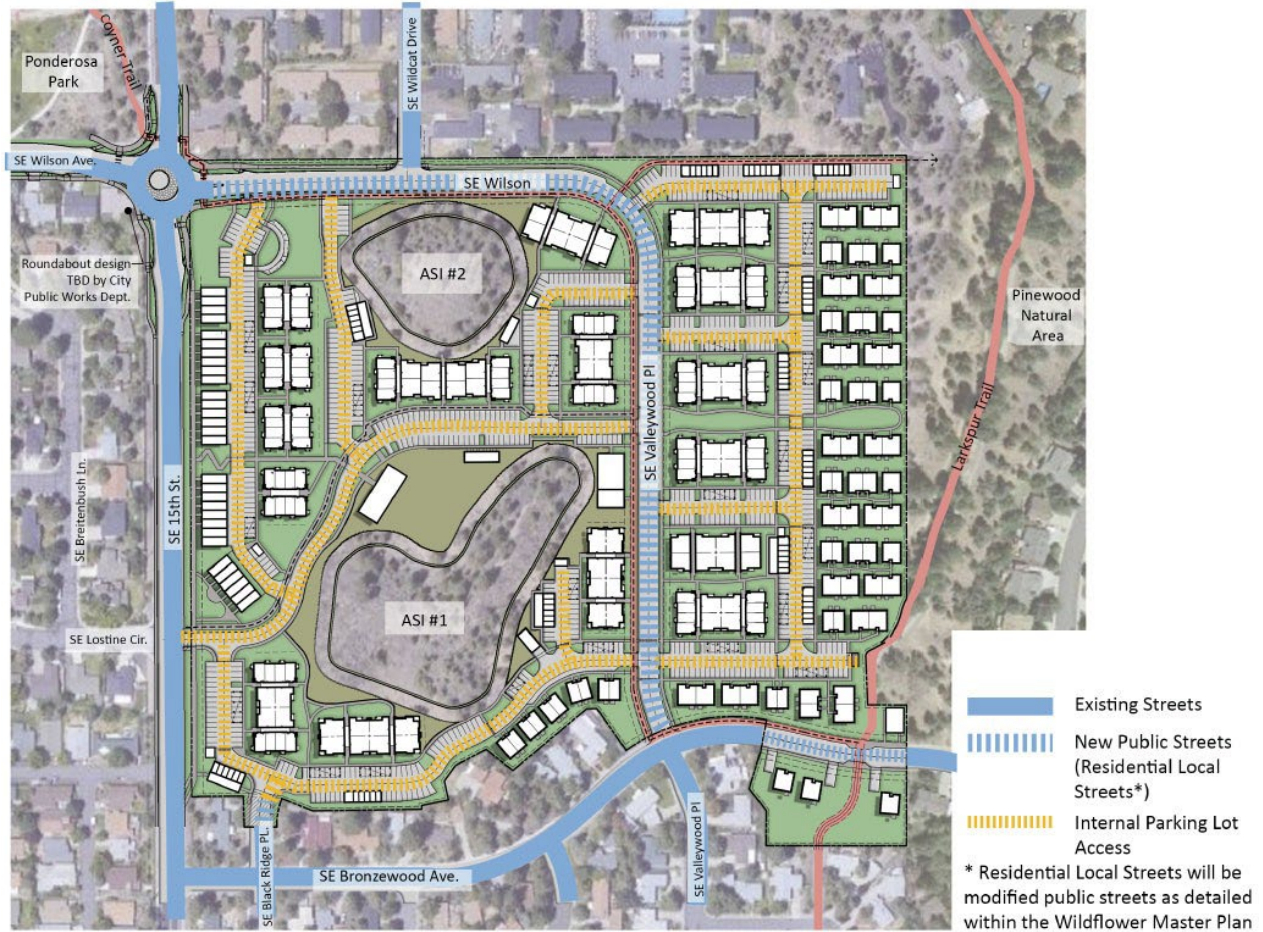 Ponderosa
Park
Coyner Trail
SE Wildcat Drive
SE Wilson Ave.
SE Wilson
Roundabout design
TBD by City
Public Works Dept.
ASI #2
Pinewood
Natural
Area
Larkspur Trail
SE Valleywood Pl
SE Breitenbush Ln.
SE 15th St.
ASI #1
SE Lostine Cir.
SE Black Ridge PL.
SE Bronzewood Ave.
SE Valleywood Pl
Existing Streets
New Public Streets
(Residential Local
Streets*)
Internal Parking Lot
Access
* Residential Local Streets will be
modified public streets as detailed
within the Wildflower Master Plan